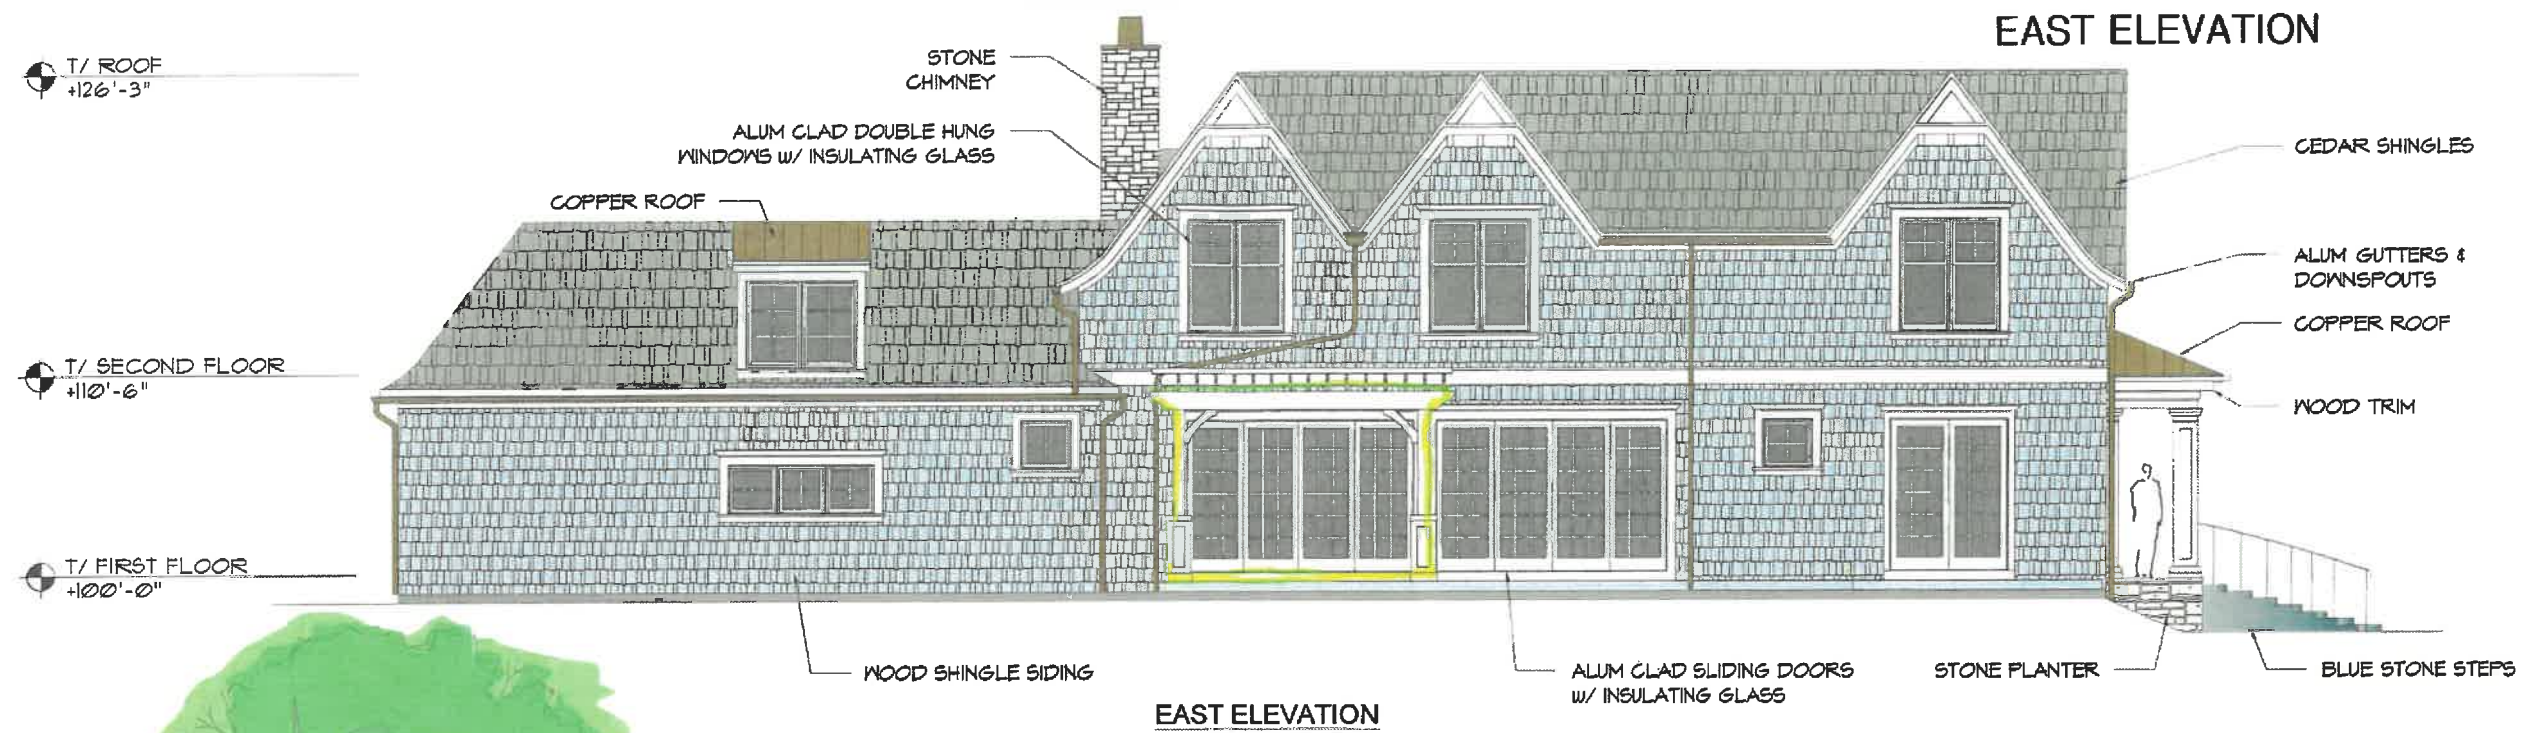 EAST ELEVATION
T/ ROOF
+126'-3"
STONE
CHIMNEY
ALUM CLAD DOUBLE HUNG
WINDOWS w/ INSULATING GLASS
COPPER ROOF
CEDAR SHINGLES
ALUM GUTTERS &
DOWNSPOUTS
COPPER ROOF
WOOD TRIM
T/ SECOND FLOOR
+110'-6"
T/ FIRST FLOOR
+100'-0"
WOOD SHINGLE SIDING
ALUM CLAD SLIDING DOORS
w/ INSULATING GLASS
STONE PLANTER
BLUE STONE STEPS
EAST ELEVATION